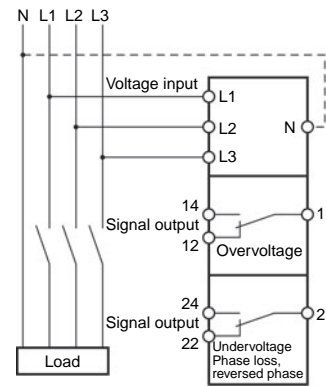 N L1 L2 L3
Voltage input
L1
L2
N
L3
14
1
Signal output
12
Overvoltage
24
2
Signal output
22
Undervoltage
Phase loss,
reversed phase
Load